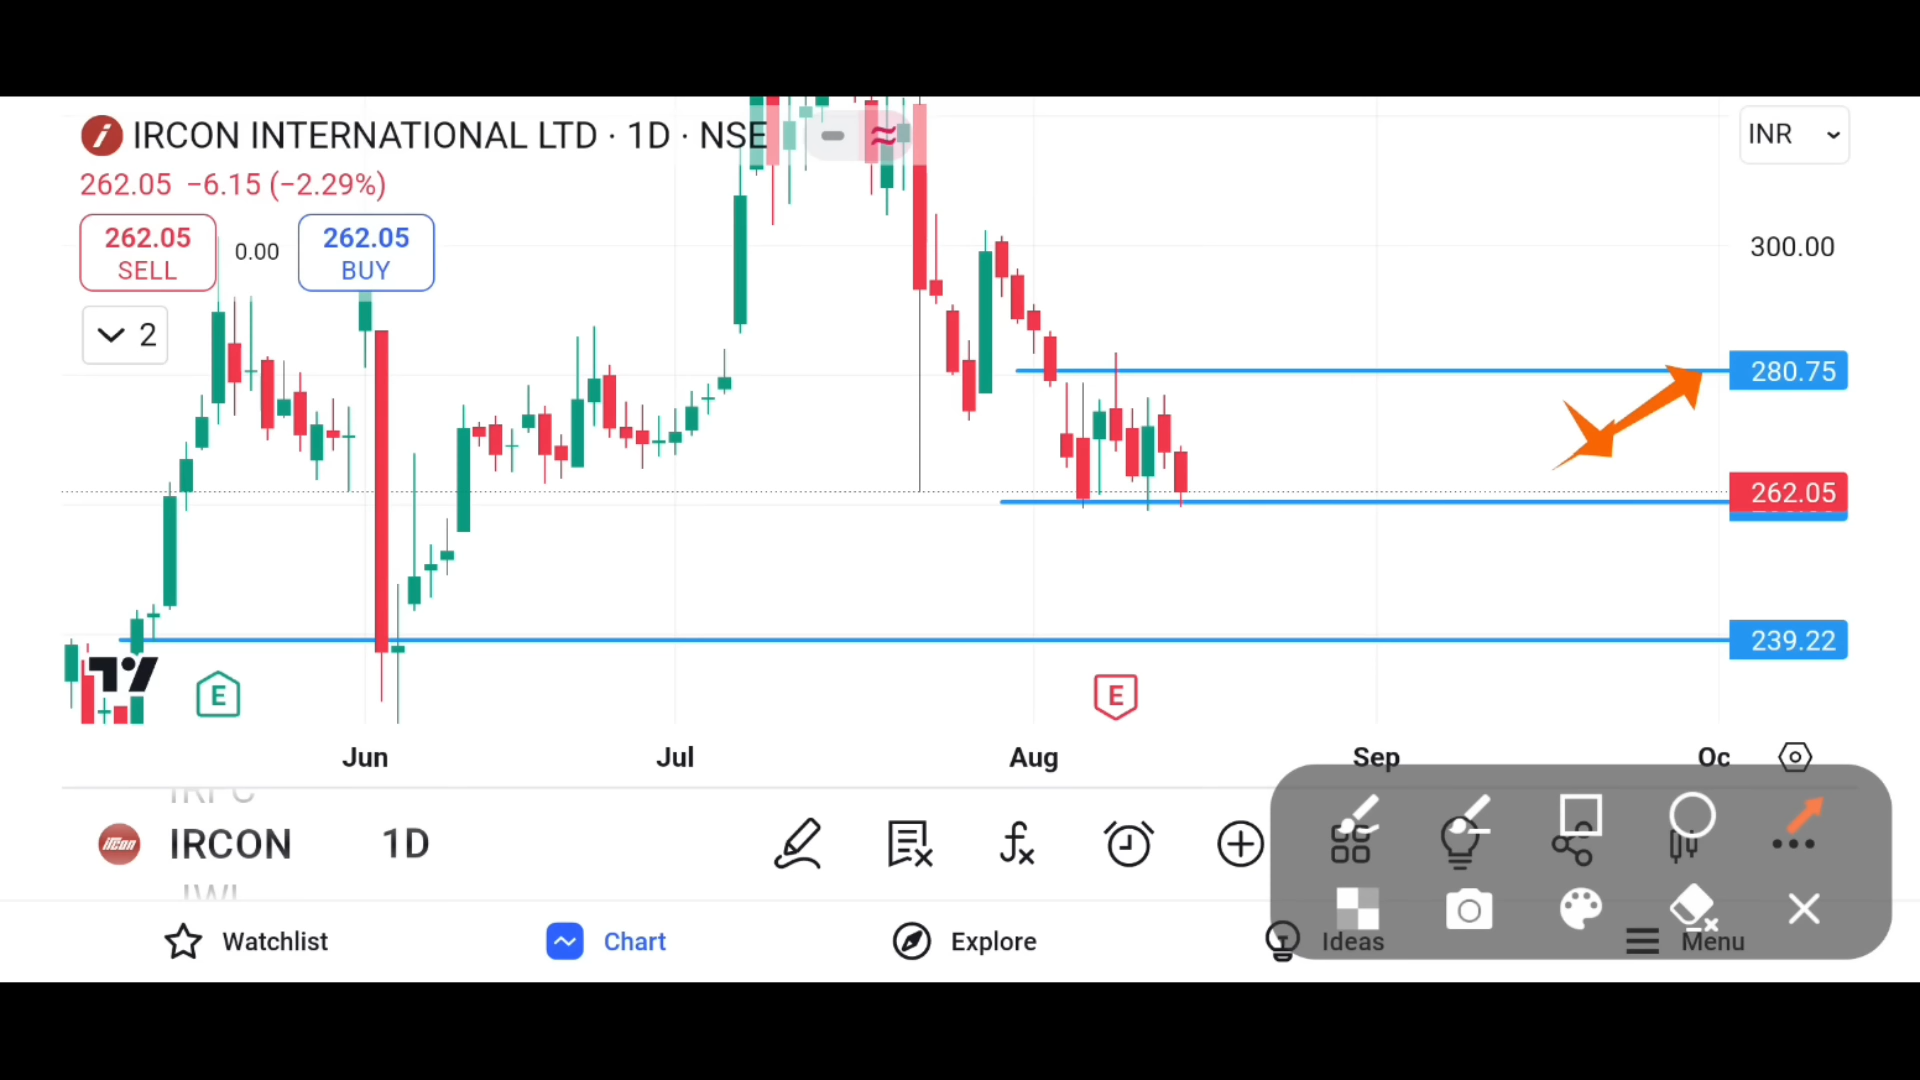 IRCON INTERNATIONAL LTD · 1D · NSE
INR
262.05 −6.15 (−2.29%)
262.05
SELL
0.00
262.05
BUY
300.00
2
280.75
262.05
239.22
E
E
Jun
Jul
Aug
Sep
Oc
IRCON
1D
Watchlist
Chart
Explore
Ideas
Menu